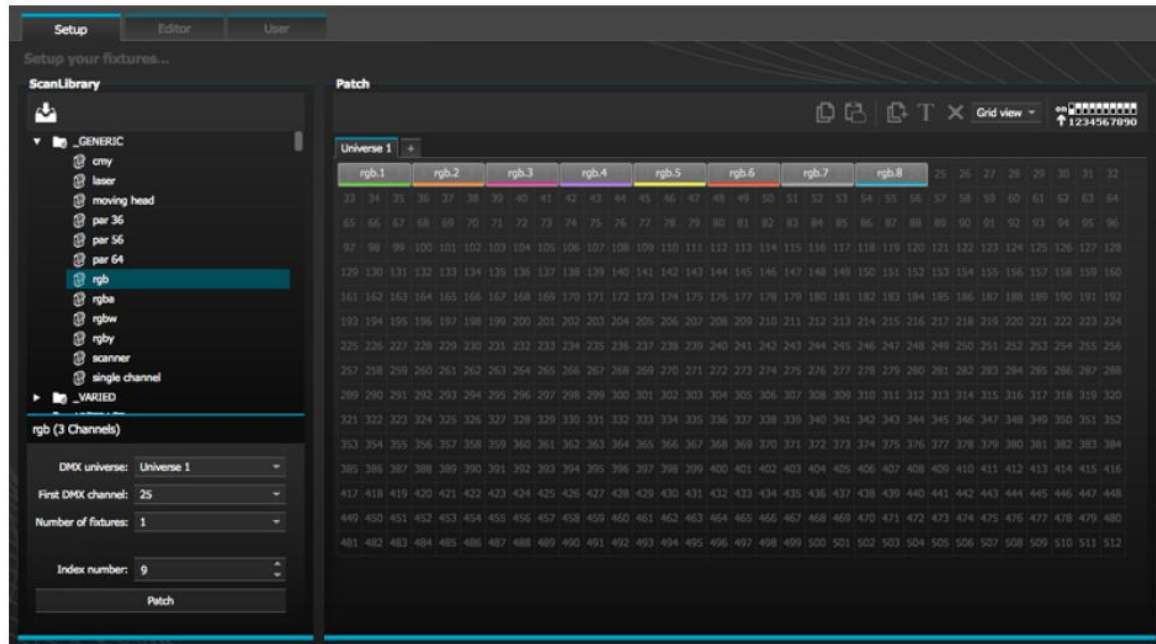 Setup
Editor
User
Setup your fixtures...
ScanLibrary
_GENERIC
cmy
laser
moving head
par 36
par 56
par 64
rgb
rgba
rgbw
rgby
scanner
single channel
_VARIED
rgb (3 Channels)
DMX universe: Universe 1
First DMX channel: 25
Number of fixtures: 1
Index number: 9
Patch
Patch
T Grid view on
1234567890
Universe 1 +
rgb.1 rgb.2 rgb.3 rgb.4 rgb.5 rgb.6 rgb.7 rgb.8 25 26 27 28 29 30 31 32
33 34 35 36 37 38 39 40 41 42 43 44 45 46 47 48 49 50 51 52 53 54 55 56 57 58 59 60 61 62 63 64
65 66 67 68 69 70 71 72 73 74 75 76 77 78 79 80 81 82 83 84 85 86 87 88 89 90 91 92 93 94 95 96
97 98 99 100 101 102 103 104 105 106 107 108 109 110 111 112 113 114 115 116 117 118 119 120 121 122 123 124 125 126 127 128
129 130 131 132 133 134 135 136 137 138 139 140 141 142 143 144 145 146 147 148 149 150 151 152 153 154 155 156 157 158 159 160
161 162 163 164 165 166 167 168 169 170 171 172 173 174 175 176 177 178 179 180 181 182 183 184 185 186 187 188 189 190 191 192
193 194 195 196 197 198 199 200 201 202 203 204 205 206 207 208 209 210 211 212 213 214 215 216 217 218 219 220 221 222 223 224
225 226 227 228 229 230 231 232 233 234 235 236 237 238 239 240 241 242 243 244 245 246 247 248 249 250 251 252 253 254 255 256
257 258 259 260 261 262 263 264 265 266 267 268 269 270 271 272 273 274 275 276 277 278 279 280 281 282 283 284 285 286 287 288
289 290 291 292 293 294 295 296 297 298 299 300 301 302 303 304 305 306 307 308 309 310 311 312 313 314 315 316 317 318 319 320
321 322 323 324 325 326 327 328 329 330 331 332 333 334 335 336 337 338 339 340 341 342 343 344 345 346 347 348 349 350 351 352
353 354 355 356 357 358 359 360 361 362 363 364 365 366 367 368 369 370 371 372 373 374 375 376 377 378 379 380 381 382 383 384
385 386 387 388 389 390 391 392 393 394 395 396 397 398 399 400 401 402 403 404 405 406 407 408 409 410 411 412 413 414 415 416
417 418 419 420 421 422 423 424 425 426 427 428 429 430 431 432 433 434 435 436 437 438 439 440 441 442 443 444 445 446 447 448
449 450 451 452 453 454 455 456 457 458 459 460 461 462 463 464 465 466 467 468 469 470 471 472 473 474 475 476 477 478 479 480
481 482 483 484 485 486 487 488 489 490 491 492 493 494 495 496 497 498 499 500 501 502 503 504 505 506 507 508 509 510 511 512